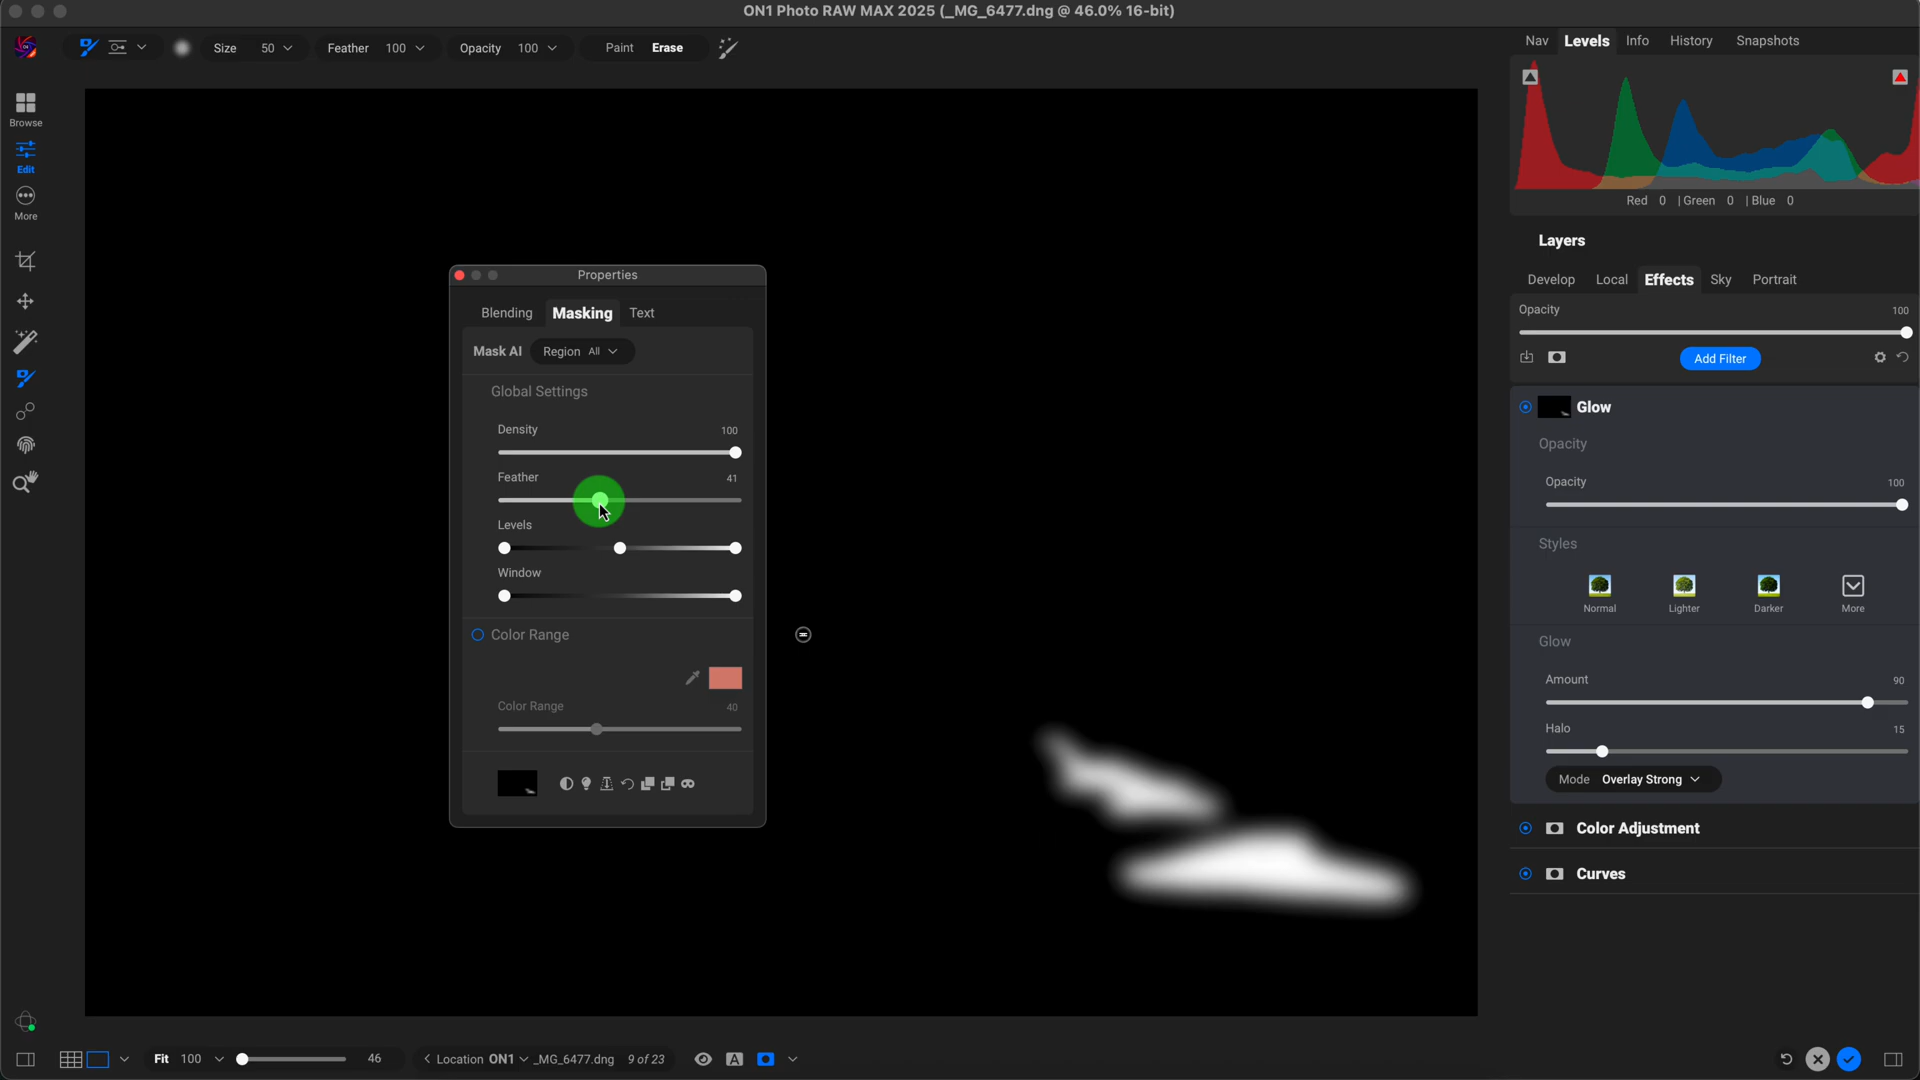 ON1 Photo RAW MAX 2025 (_MG_6477.dng @ 46.0% 16-bit)
Size 50 Feather 100 Opacity 100 Paint Erase
Nav Levels Info History Snapshots
Browse
Edit
More
Red 0 | Green 0 | Blue 0
Layers
Develop Local Effects Sky Portrait
Opacity 100
Add Filter
Glow
Opacity
Opacity 100
Styles
Normal Lighter Darker More
Glow
Amount 90
Halo 15
Mode Overlay Strong
Color Adjustment
Curves
Properties
Blending Masking Text
Mask AI Region All
Global Settings
Density 100
Feather 41
Levels
Window
Color Range
Color Range 40
Fit 100 46 Location ON1 _MG_6477.dng 9 of 23 A